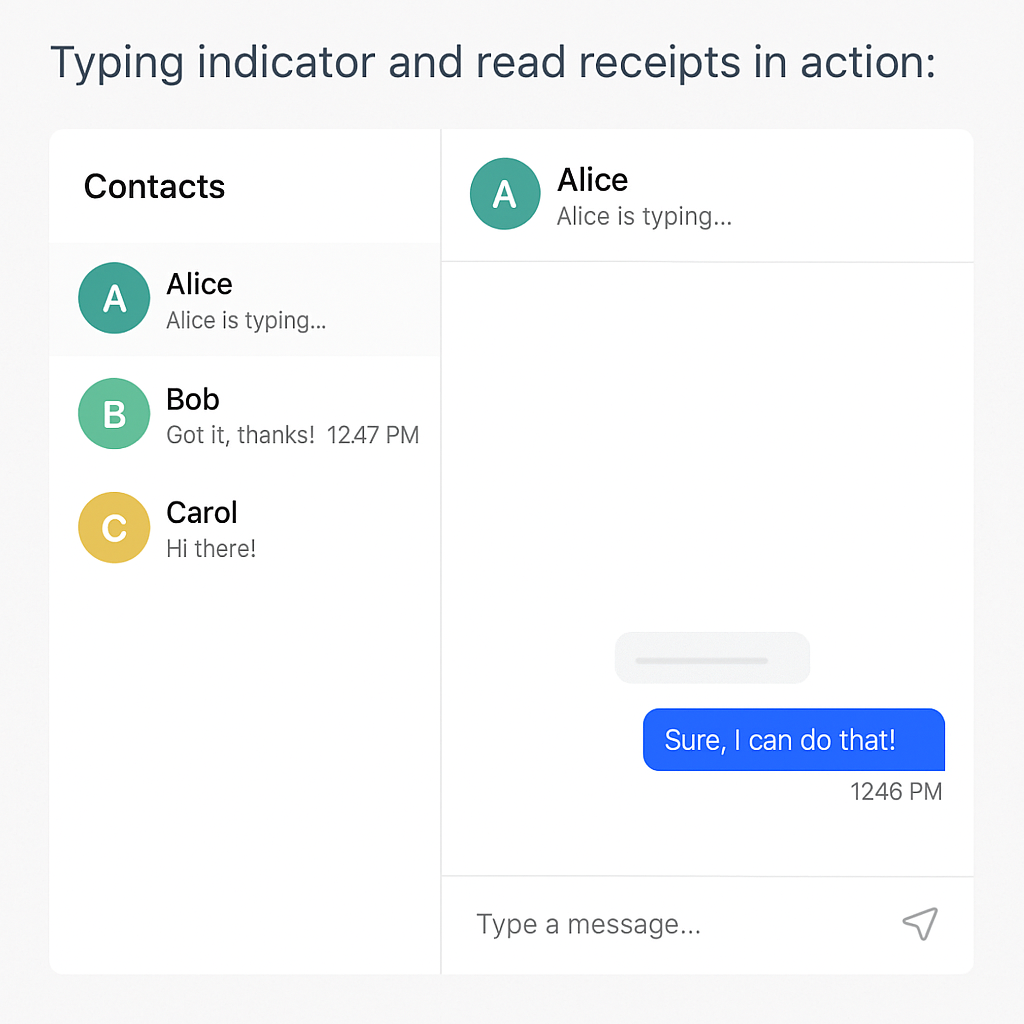 Typing indicator and read receipts in action:
Contacts
A
Alice
Alice is typing...
B
Bob
Got it, thanks! 12.47 PM
C
Carol
Hi there!
A
Alice
Alice is typing...
Sure, I can do that!
1246 PM
Type a message...